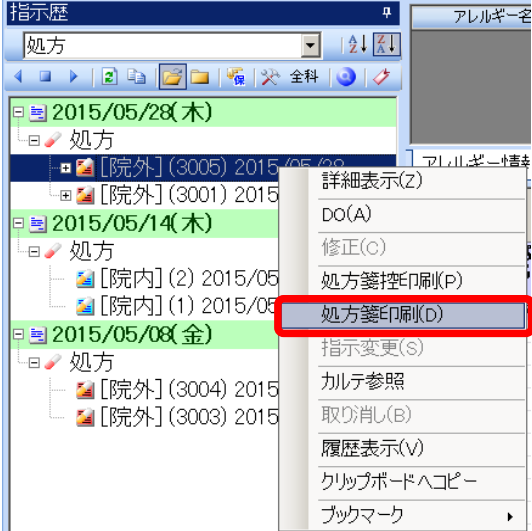 指示歴
アレルギー名
処方
全科
2015/05/28(木)
処方
[院外] (3005) 2015/05/28
[院外] (3001) 2015
2015/05/14(木)
処方
[院内] (2) 2015/05
[院内] (1) 2015/05
2015/05/08(金)
処方
[院外] (3004) 2015
[院外] (3003) 2015
アレルギー情報
詳細表示(Z)
DO(A)
修正(C)
処方箋控印刷(P)
処方箋印刷(D)
指示変更(S)
カルテ参照
取り消し(B)
履歴表示(V)
クリップボードへコピー
ブックマーク